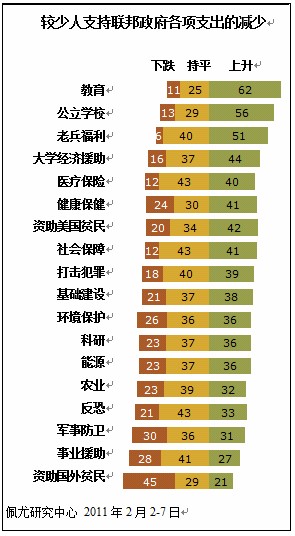 较少人支持联邦政府各项支出的减少
下跌 持平 上升
教育 11 25 62
公立学校 13 29 56
老兵福利 6 40 51
大学经济援助 16 37 44
医疗保险 12 43 40
健康保健 24 30 41
资助美国贫民 20 34 42
社会保障 12 43 41
打击犯罪 18 40 39
基础建设 21 37 38
环境保护 26 36 36
科研 23 37 36
能源 23 37 36
农业 23 39 32
反恐 21 43 33
军事防卫 30 36 31
事业援助 28 41 27
资助国外贫民 45 29 21
佩尤研究中心 2011 年 2 月 2-7 日